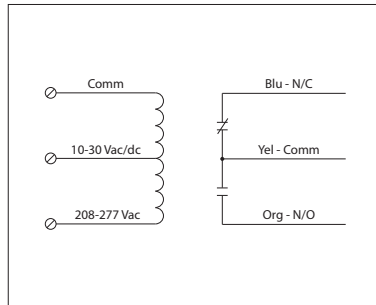 Comm
10-30 Vac/dc
208-277 Vac
Blu - N/C
Yel - Comm
Org - N/O